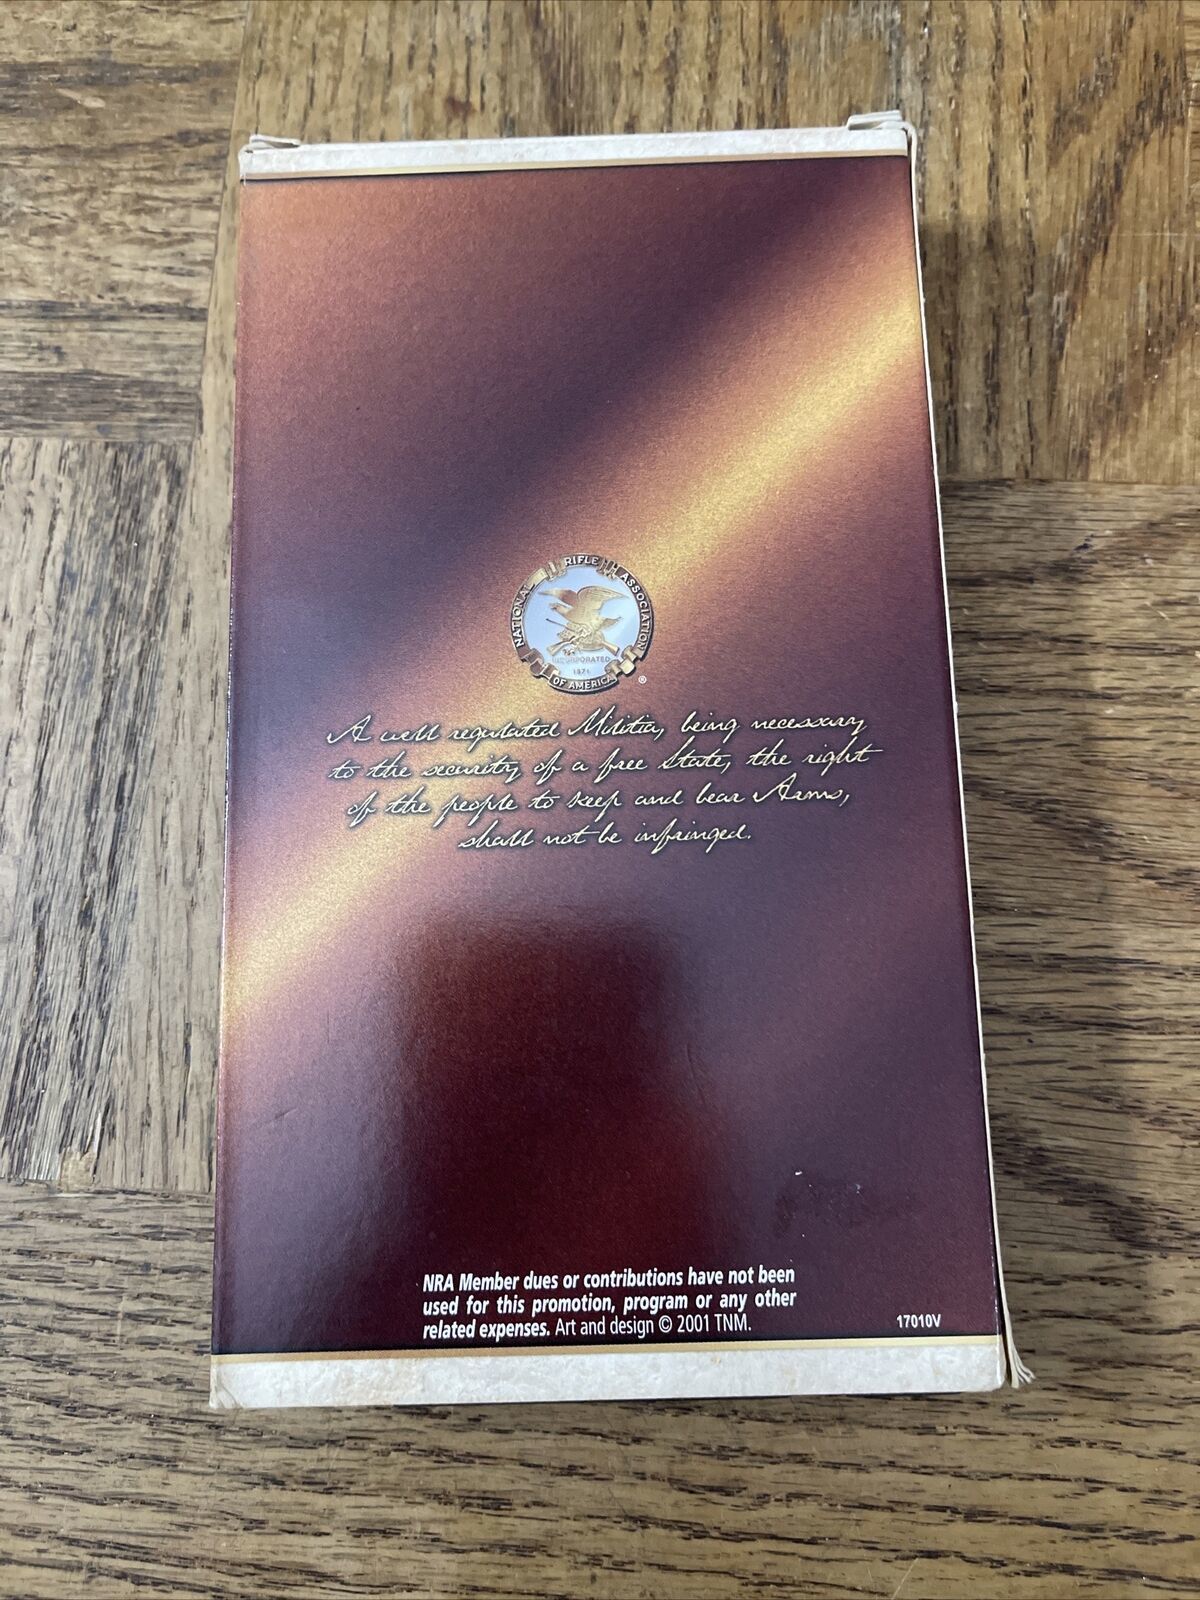 NATIONAL RIFLE ASSOCIATION
INCORPORATED
1871
OF AMERICA
®
A well regulated Militia, being necessary
to the security of a free State, the right
of the people to keep and bear Arms,
shall not be infringed.
NRA Member dues or contributions have not been
used for this promotion, program or any other
related expenses. Art and design © 2001 TNM.
17010V